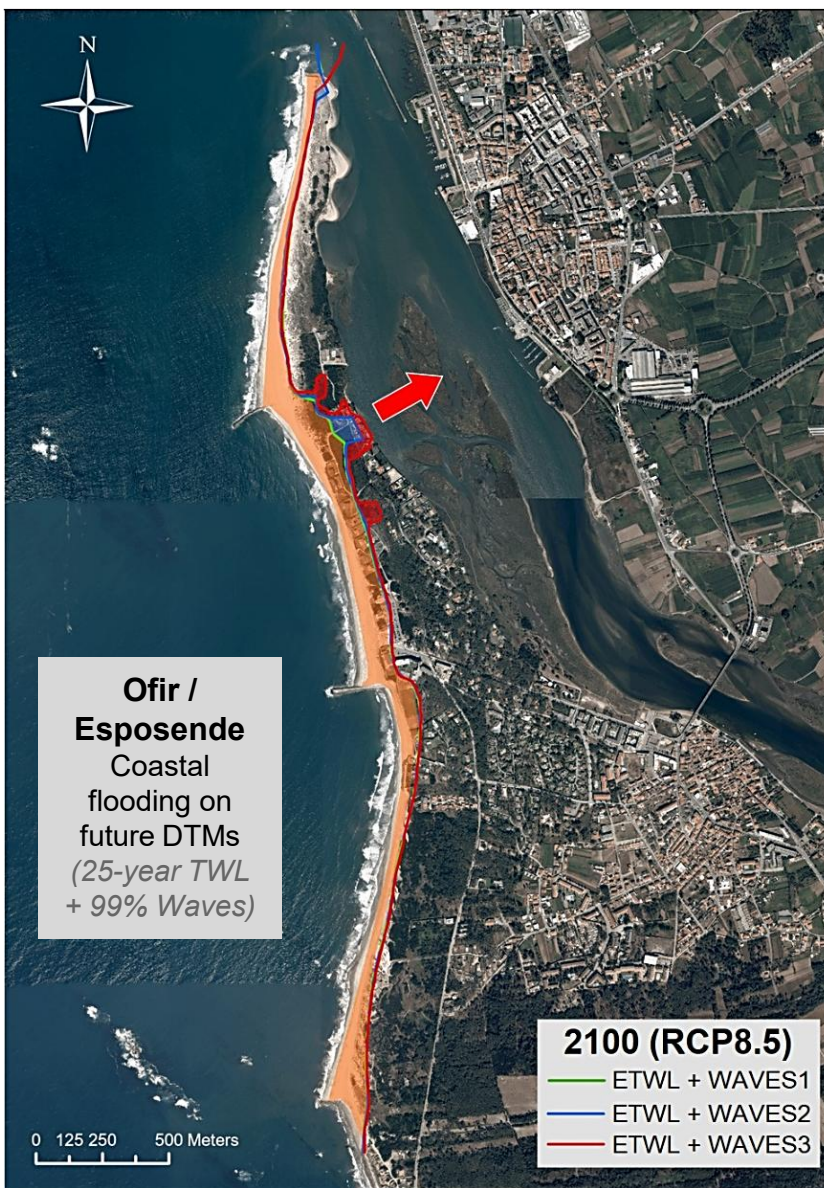 N
Ofir /
Esposende
Coastal
flooding on
future DTMs
(25-year TWL
+ 99% Waves)
2100 (RCP8.5)
ETWL + WAVES1
ETWL + WAVES2
ETWL + WAVES3
0 125 250 500 Meters